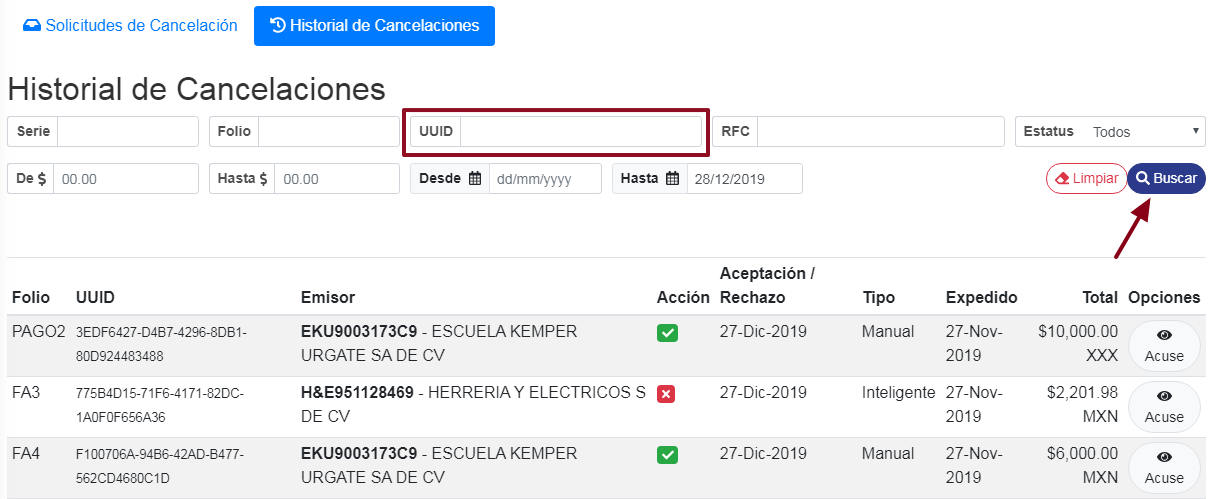 Solicitudes de Cancelación Historial de Cancelaciones
Historial de Cancelaciones
Serie Folio UUID RFC Estatus Todos
De $ 00.00 Hasta $ 00.00 Desde dd/mm/yyyy Hasta 28/12/2019 Limpiar Buscar
Aceptación /
Folio UUID Emisor Acción Rechazo Tipo Expedido Total Opciones
PAGO2 3EDF6427-D4B7-4296-8DB1- EKU9003173C9 - ESCUELA KEMPER 27-Dic-2019 Manual 27-Nov- $10,000.00
80D924483488 URGATE SA DE CV 2019 XXX Acuse
FA3 775B4D15-71F6-4171-82DC- H&E951128469 - HERRERIA Y ELECTRICOS S 27-Dic-2019 Inteligente 27-Nov- $2,201.98
1A0F0F656A36 DE CV 2019 MXN Acuse
FA4 F100706A-94B6-42AD-B477- EKU9003173C9 - ESCUELA KEMPER 27-Dic-2019 Manual 27-Nov- $6,000.00
562CD4680C1D URGATE SA DE CV 2019 MXN Acuse